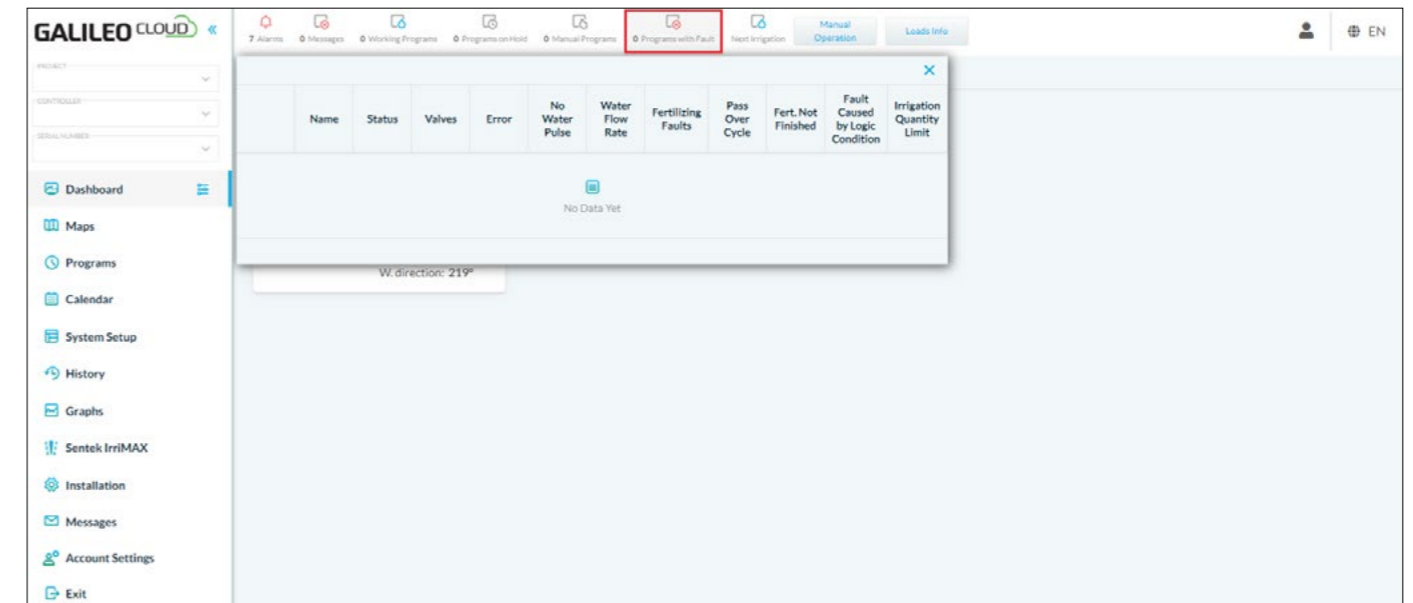 GALILEO CLOUD «
7 Alarms 0 Messages 0 Working Programs 0 Programs on Hold 0 Manual Programs 0 Programs with Fault Next Irrigation Manual Operation Loads Info EN
PROJECT
CONTROLLER
SERIAL NUMBER
Name Status Valves Error No Water Pulse Water Flow Rate Fertilizing Faults Pass Over Cycle Fert. Not Finished Fault Caused by Logic Condition Irrigation Quantity Limit
No Data Yet
W. direction: 219°
Dashboard
Maps
Programs
Calendar
System Setup
History
Graphs
Sentek IrriMAX
Installation
Messages
Account Settings
Exit